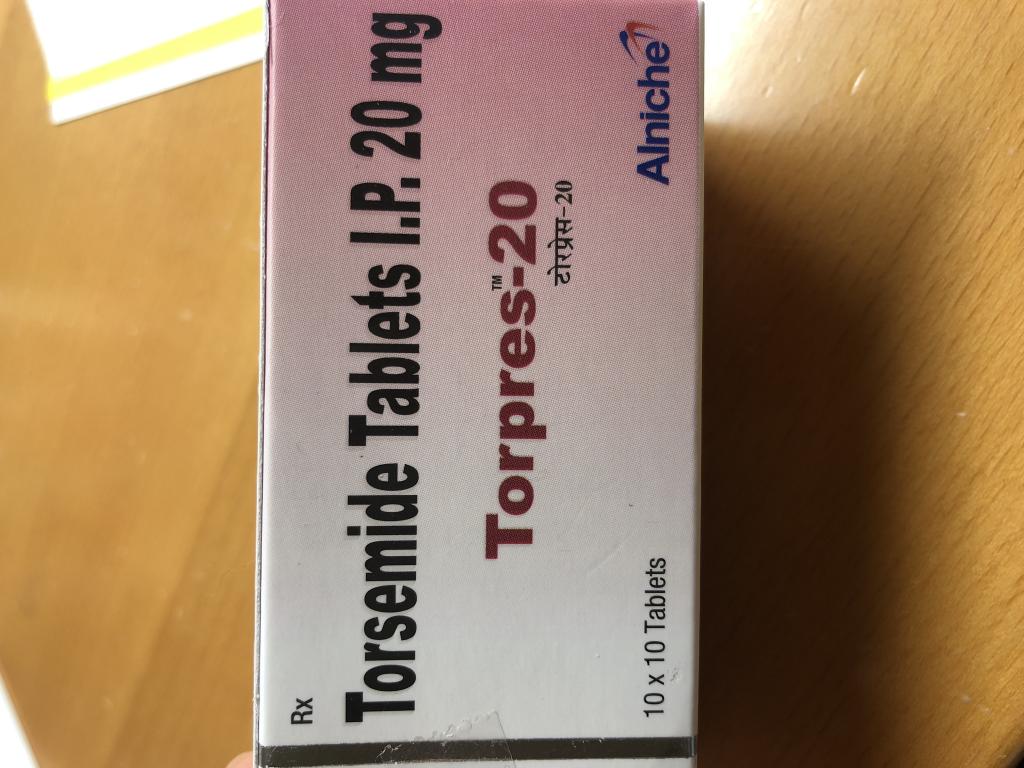 Rx
Torsemide Tablets I.P. 20 mg
Torpres™-20
टोरप्रेस-20
10 x 10 Tablets
Alniche